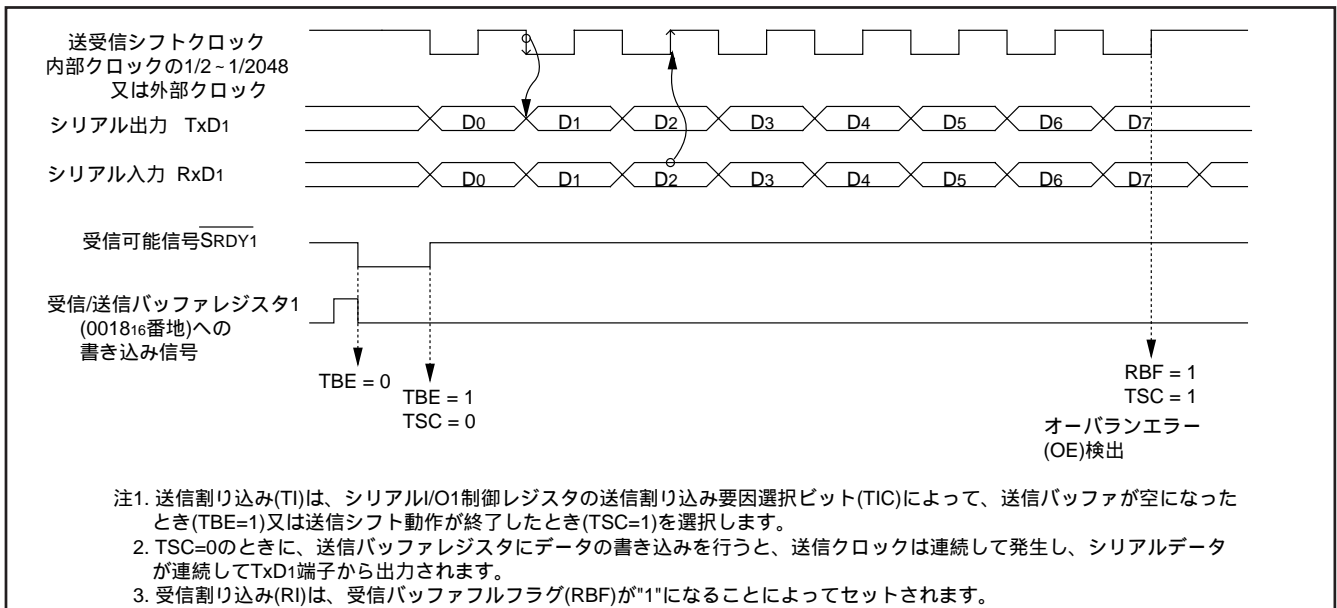 送受信シフトクロック
内部クロックの1/2~1/2048
又は外部クロック
シリアル出力 TxD1
D0 D1 D2 D3 D4 D5 D6 D7
シリアル入力 RxD1
D0 D1 D2 D3 D4 D5 D6 D7
受信可能信号SRDY1
受信/送信バッファレジスタ1
(001816番地)への
書き込み信号
TBE = 0
TBE = 1
TSC = 0
RBF = 1
TSC = 1
オーバランエラー
(OE)検出
注1. 送信割り込み(TI)は、シリアルI/O1制御レジスタの送信割り込み要因選択ビット(TIC)によって、送信バッファが空になった
とき(TBE=1)又は送信シフト動作が終了したとき(TSC=1)を選択します。
2. TSC=0のときに、送信バッファレジスタにデータの書き込みを行うと、送信クロックは連続して発生し、シリアルデータ
が連続してTxD1端子から出力されます。
3. 受信割り込み(RI)は、受信バッファフルフラグ(RBF)が"1"になることによってセットされます。